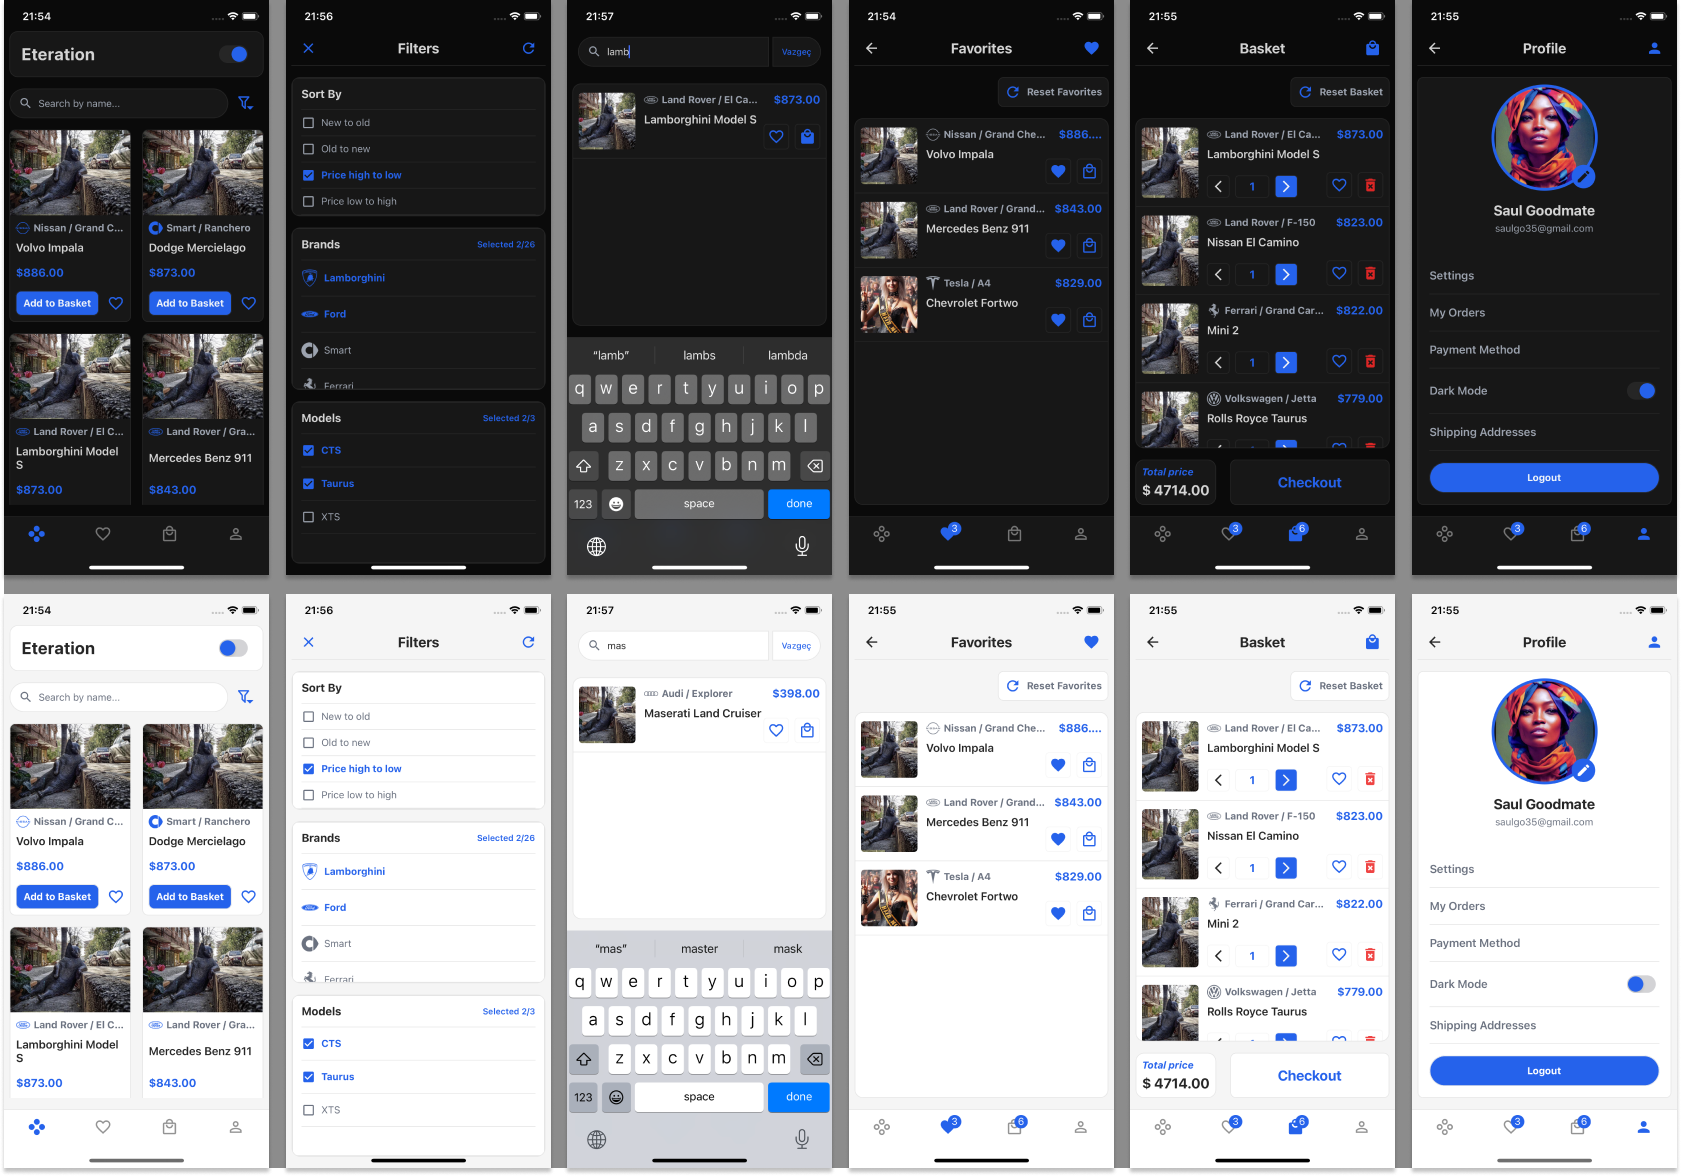 21:54
Eteration
Search by name...
Nissan / Grand C...
Volvo Impala
$886.00
Add to Basket
Smart / Ranchero
Dodge Mercielago
$873.00
Add to Basket
Land Rover / El C...
Lamborghini Model
S
$873.00
Land Rover / Gra...
Mercedes Benz 911
$843.00
21:56
Filters
Sort By
New to old
Old to new
Price high to low
Price low to high
Brands
Selected 2/26
Lamborghini
Ford
Smart
Ferrari
Models
Selected 2/3
CTS
Taurus
XTS
21:57
lamb
Vazgeç
Land Rover / El Ca...
$873.00
Lamborghini Model S
“lamb” lambs lambda
q w e r t y u i o p
a s d f g h j k l
z x c v b n m
123 space done
21:54
Favorites
Reset Favorites
Nissan / Grand Che...
$886....
Volvo Impala
Land Rover / Grand...
$843.00
Mercedes Benz 911
Tesla / A4
$829.00
Chevrolet Fortwo
3
21:55
Basket
Reset Basket
Land Rover / El Ca...
$873.00
Lamborghini Model S
1
Land Rover / F-150
$823.00
Nissan El Camino
1
Ferrari / Grand Car...
$822.00
Mini 2
1
Volkswagen / Jetta
$779.00
Rolls Royce Taurus
Total price
$ 4714.00
Checkout
3
6
21:55
Profile
Saul Goodmate
saulgo35@gmail.com
Settings
My Orders
Payment Method
Dark Mode
Shipping Addresses
Logout
3
6
21:54
Eteration
Search by name...
Nissan / Grand C...
Volvo Impala
$886.00
Add to Basket
Smart / Ranchero
Dodge Mercielago
$873.00
Add to Basket
Land Rover / El C...
Lamborghini Model
S
$873.00
Land Rover / Gra...
Mercedes Benz 911
$843.00
21:56
Filters
Sort By
New to old
Old to new
Price high to low
Price low to high
Brands
Selected 2/26
Lamborghini
Ford
Smart
Ferrari
Models
Selected 2/3
CTS
Taurus
XTS
21:57
mas
Vazgeç
Audi / Explorer
$398.00
Maserati Land Cruiser
“mas” master mask
q w e r t y u i o p
a s d f g h j k l
z x c v b n m
123 space done
21:55
Favorites
Reset Favorites
Nissan / Grand Che...
$886....
Volvo Impala
Land Rover / Grand...
$843.00
Mercedes Benz 911
Tesla / A4
$829.00
Chevrolet Fortwo
3
6
21:55
Basket
Reset Basket
Land Rover / El Ca...
$873.00
Lamborghini Model S
1
Land Rover / F-150
$823.00
Nissan El Camino
1
Ferrari / Grand Car...
$822.00
Mini 2
1
Volkswagen / Jetta
$779.00
Rolls Royce Taurus
Total price
$ 4714.00
Checkout
3
6
21:55
Profile
Saul Goodmate
saulgo35@gmail.com
Settings
My Orders
Payment Method
Dark Mode
Shipping Addresses
Logout
3
6